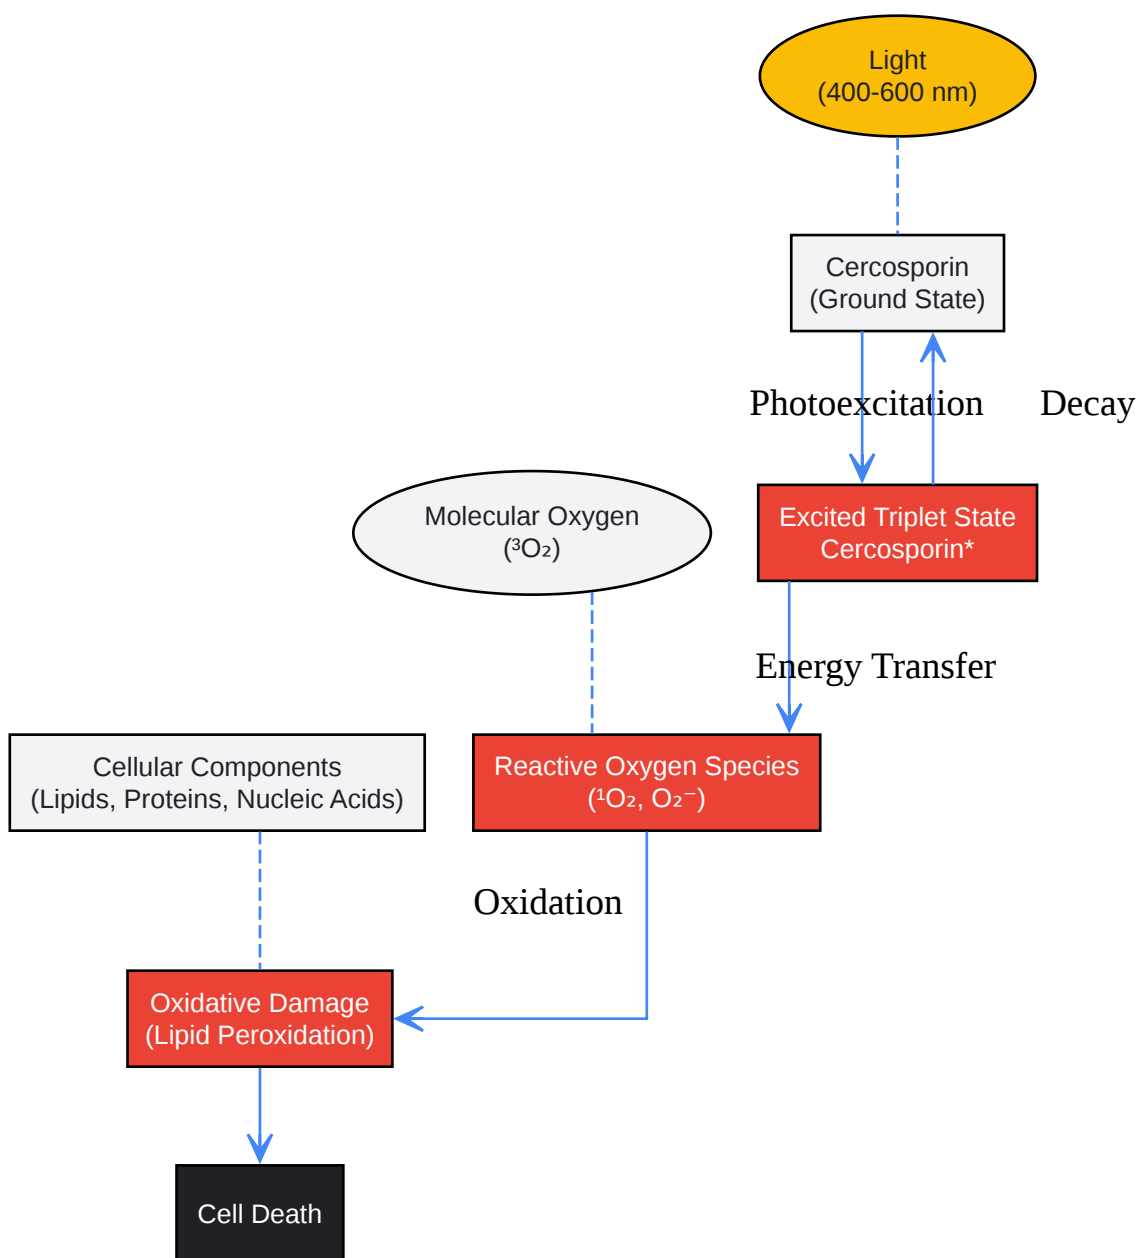 Light
(400-600 nm)
Cercosporin
(Ground State)
Photoexcitation
Decay
Molecular Oxygen
(³O₂)
Excited Triplet State
Cercosporin*
Energy Transfer
Cellular Components
(Lipids, Proteins, Nucleic Acids)
Reactive Oxygen Species
(¹O₂, O₂⁻)
Oxidation
Oxidative Damage
(Lipid Peroxidation)
Cell Death